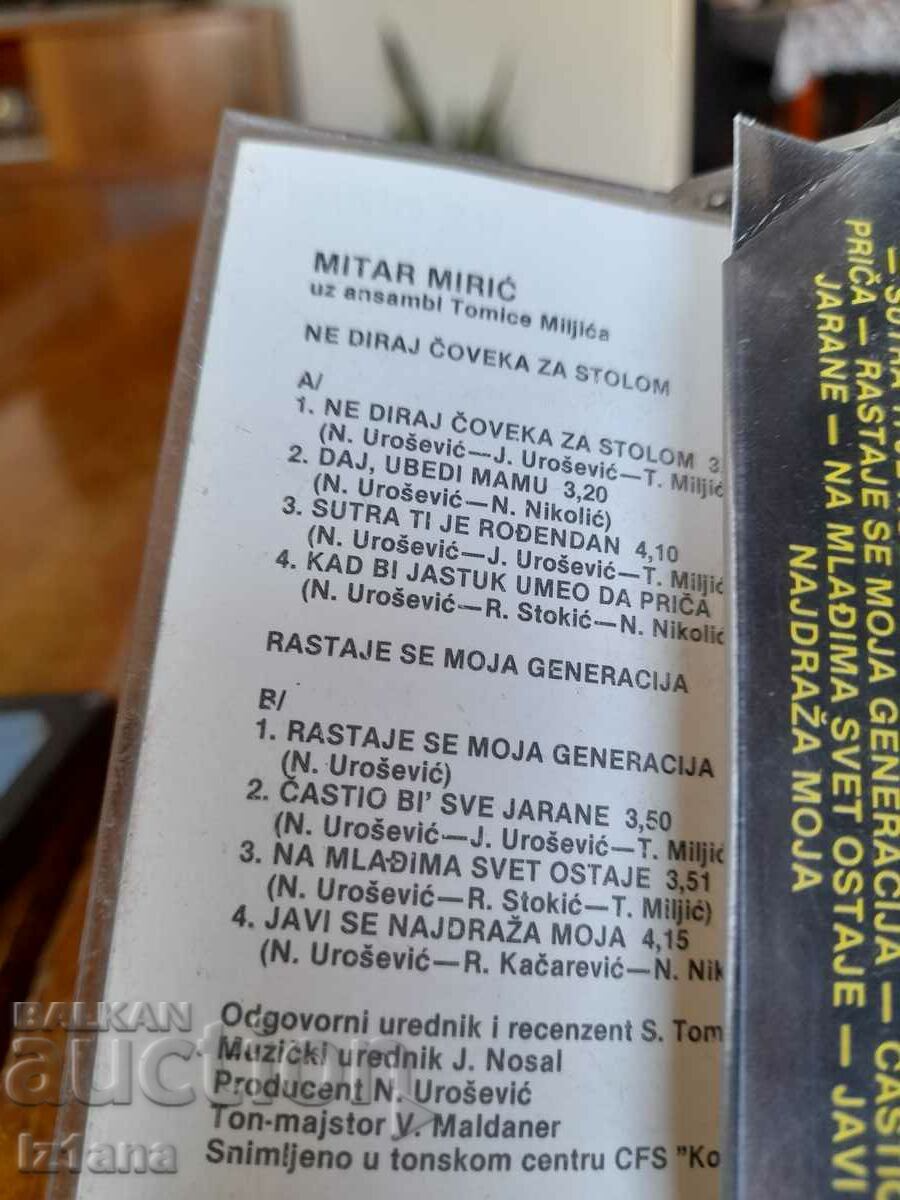 MITAR MIRIĆ
uz ansambl Tomice Miljića
NE DIRAJ ČOVEKA ZA STOLOM
A/
1. NE DIRAJ ČOVEKA ZA STOLOM 3
(N. Urošević—J. Urošević—T. Miljić
2. DAJ, UBEDI MAMU 3,20
(N. Urošević—N. Nikolić)
3. SUTRA TI JE ROĐENDAN 4,10
(N. Urošević—J. Urošević—T. Miljić
4. KAD BI JASTUK UMEO DA PRIČA
(N. Urošević—R. Stokić—N. Nikolić
RASTAJE SE MOJA GENERACIJA
B/
1. RASTAJE SE MOJA GENERACIJA
(N. Urošević)
2. ČASTIO BI' SVE JARANE 3,50
(N. Urošević—J. Urošević—T. Miljić
3. NA MLAĐIMA SVET OSTAJE 3,51
(N. Urošević—R. Stokić—T. Miljić)
4. JAVI SE NAJDRAŽA MOJA 4,15
(N. Urošević—R. Kačarević—N. Nik
Odgovorni urednik i recenzent S. Tom
Muzički urednik J. Nosal
Producent N. Urošević
Ton-majstor V. Maldaner
Snimljeno u tonskom centru CFS "Ko
— SUTRA
PRIČA — RASTAJE SE MOJA GENERACIJA — ČASTIO
JARANE — NA MLAĐIMA SVET OSTAJE — JAVI
NAJDRAŽA MOJA
BALKAN
auction
iz1ana